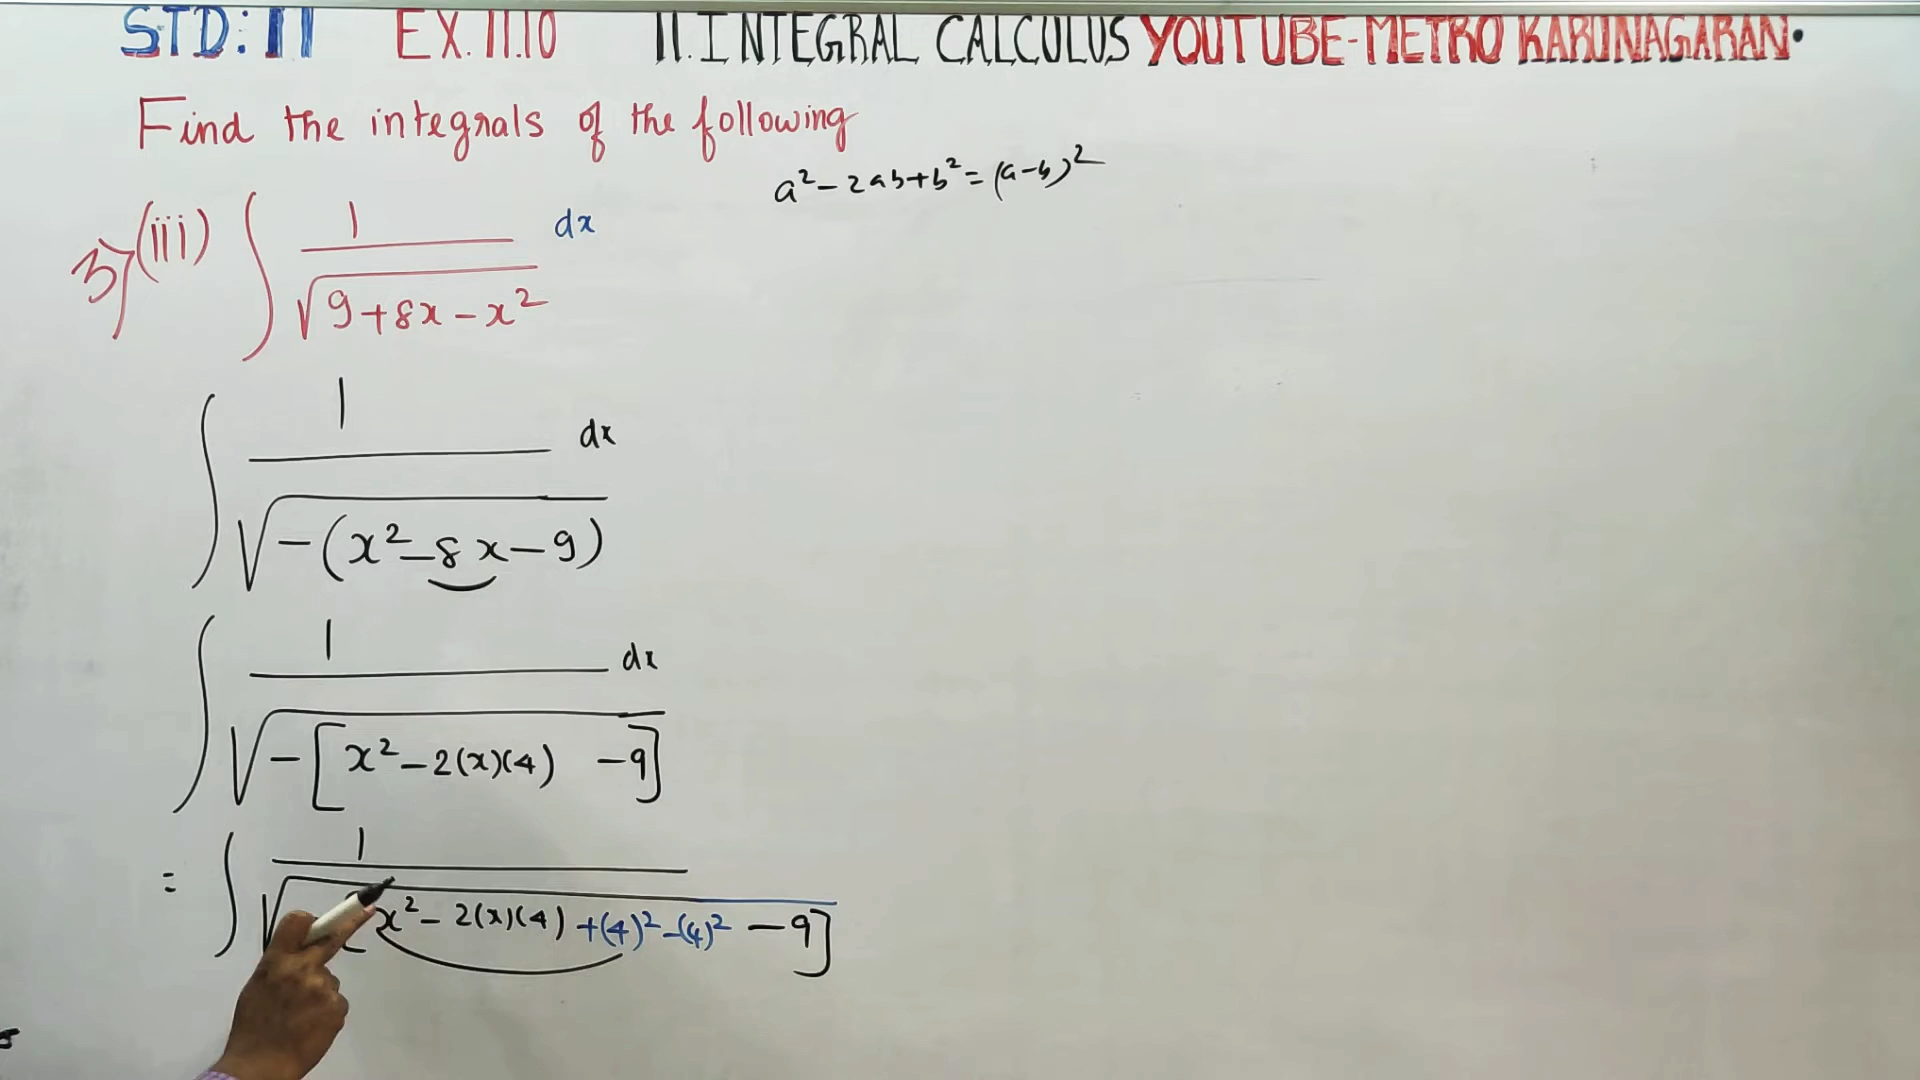 STD: 11 EX. 11.10 11. INTEGRAL CALCULUS YOUTUBE-METRO KARUNAGARAN.
Find the integrals of the following
a² - 2ab + b² = (a-b)²
3) (iii) ∫ 1 / √(9+8x-x²) dx
∫ 1 / √(-(x²-8x-9)) dx
∫ 1 / √(-[x²-2(x)(4) -9]) dx
= ∫ 1 / √([x²-2(x)(4)+(4)²-(4)²-9])